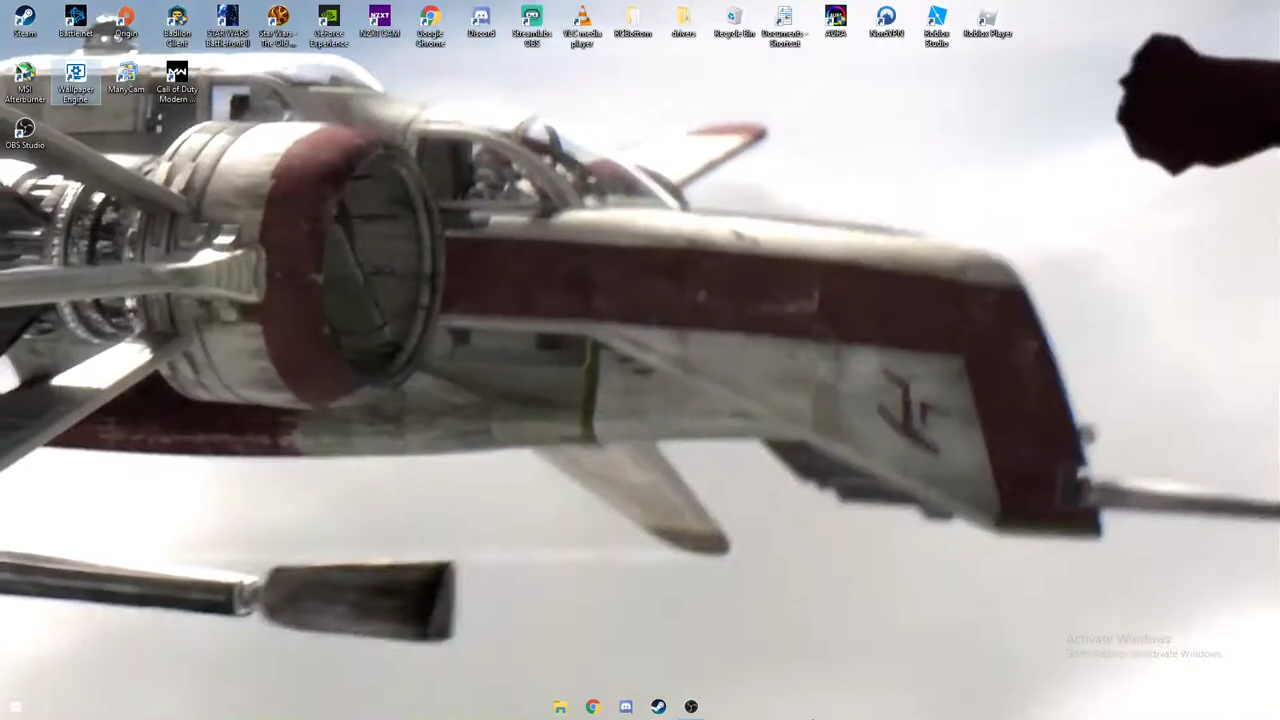 Steam
Battle.net
Origin
Badlion
Client
STAR WARS
Battlefront II
Star Wars -
The Old ...
GeForce
Experience
NZXT CAM
Google
Chrome
Discord
Streamlabs
OBS
VLC media
player
drivers
Recycle Bin
Documents -
Shortcut
AURA
NordVPN
Roblox
Studio
Roblox Player
MSI
Afterburner
Wallpaper
Engine
ManyCam
Call of Duty
Modern ...
OBS Studio
Activate Windows
Go to Settings to activate Windows.